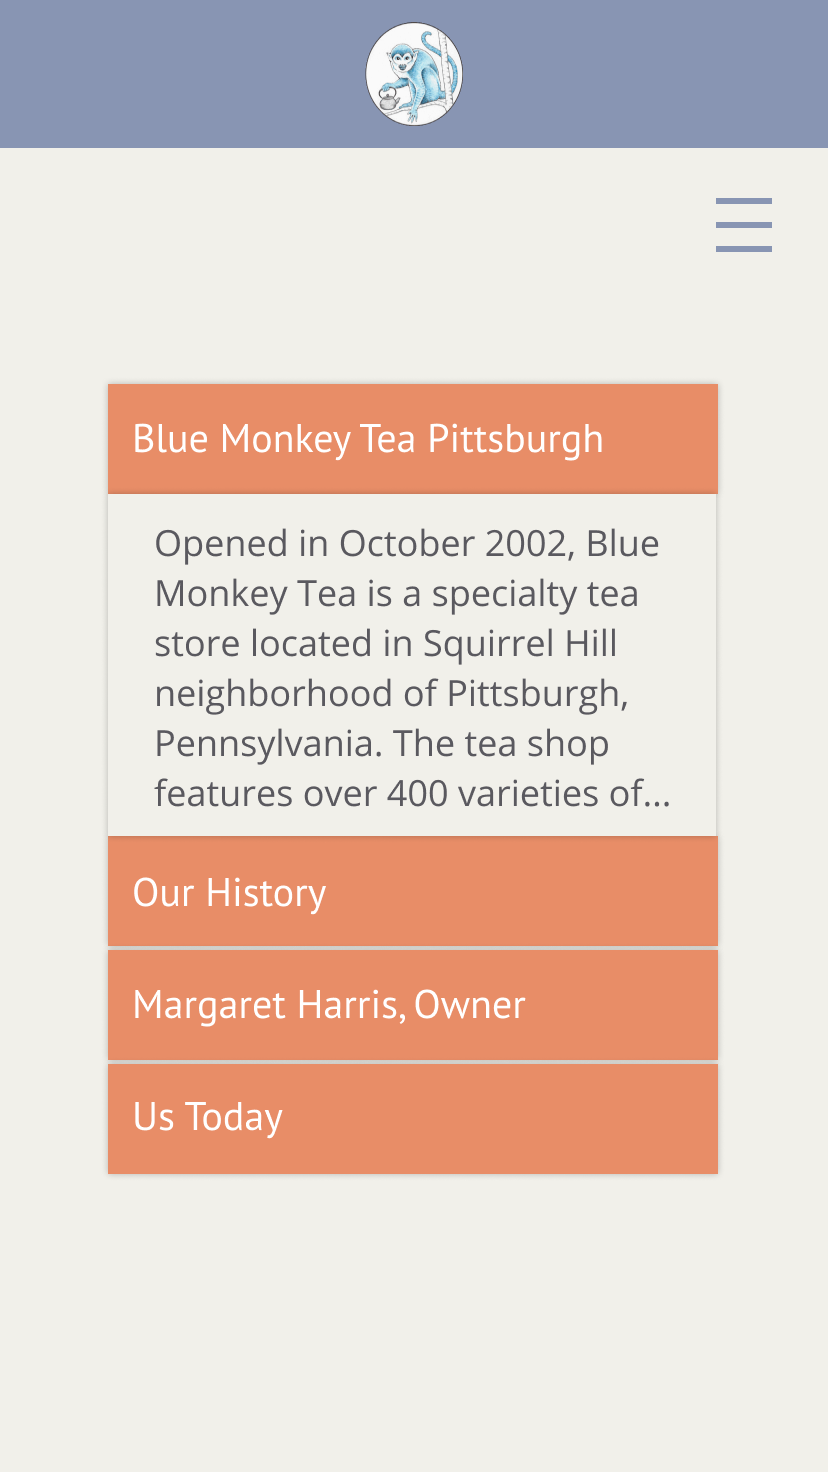 Blue Monkey Tea Pittsburgh
Opened in October 2002, Blue
Monkey Tea is a specialty tea
store located in Squirrel Hill
neighborhood of Pittsburgh,
Pennsylvania. The tea shop
features over 400 varieties of...
Our History
Margaret Harris, Owner
Us Today